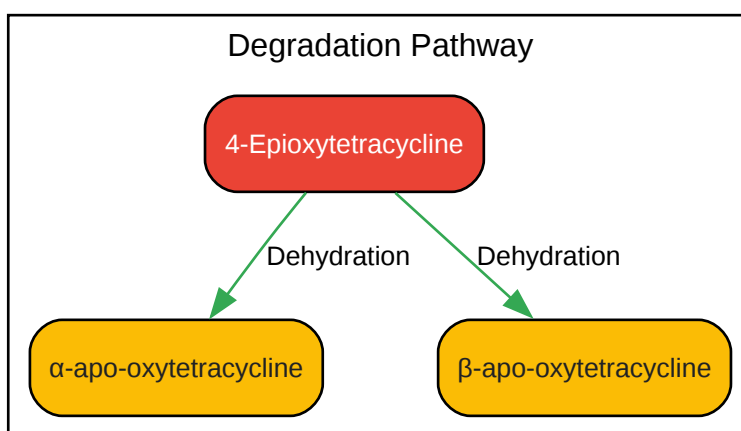 Degradation Pathway
4-Epioxytetracycline
Dehydration
Dehydration
α-apo-oxytetracycline
β-apo-oxytetracycline